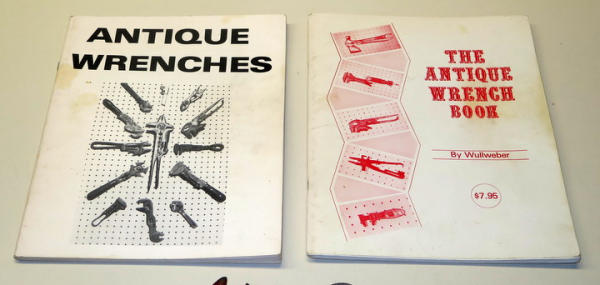 ANTIQUE
WRENCHES
$
THE
ANTIQUE
WRENCH
BOOK
By Wullweber
$7.95